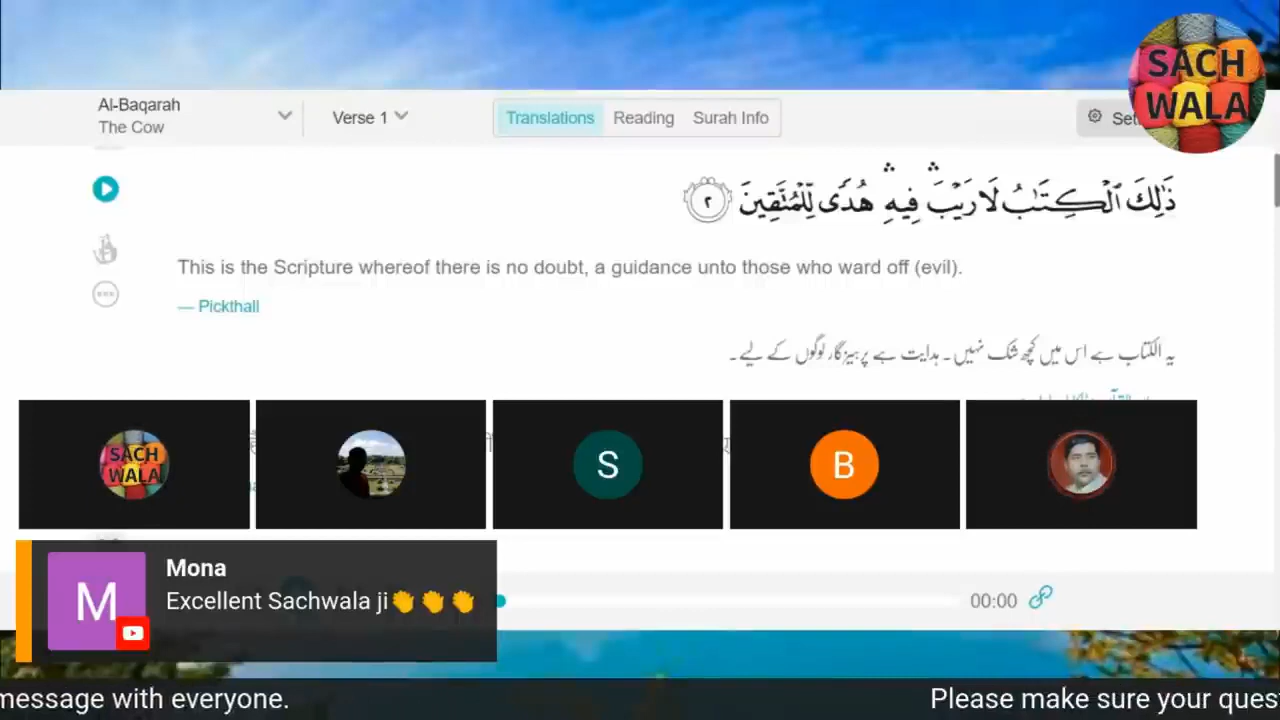 SACH
WALA
Al-Baqarah
The Cow
Verse 1
Translations
Reading
Surah Info
ذَٰلِكَ ٱلْكِتَـٰبُ لَا رَيْبَ ۛ فِيهِ ۛ هُدًى لِّلْمُتَّقِينَ ٢
This is the Scripture whereof there is no doubt, a guidance unto those who ward off (evil).
— Pickthall
یہ الکتاب ہے اس میں کچھ شک نہیں۔ ہدایت ہے پرہیزگار لوگوں کے لیے۔
SACH
WALA
S
B
M
Mona
Excellent Sachwala ji👏👏👏
00:00
message with everyone.
Please make sure your ques